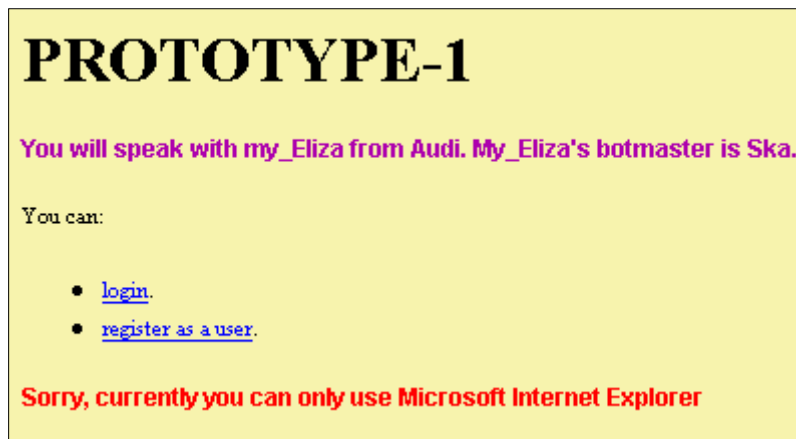 PROTOTYPE-1
You will speak with my_Eliza from Audi. My_Eliza's botmaster is Ska.
You can:
login.
register as a user.
Sorry, currently you can only use Microsoft Internet Explorer